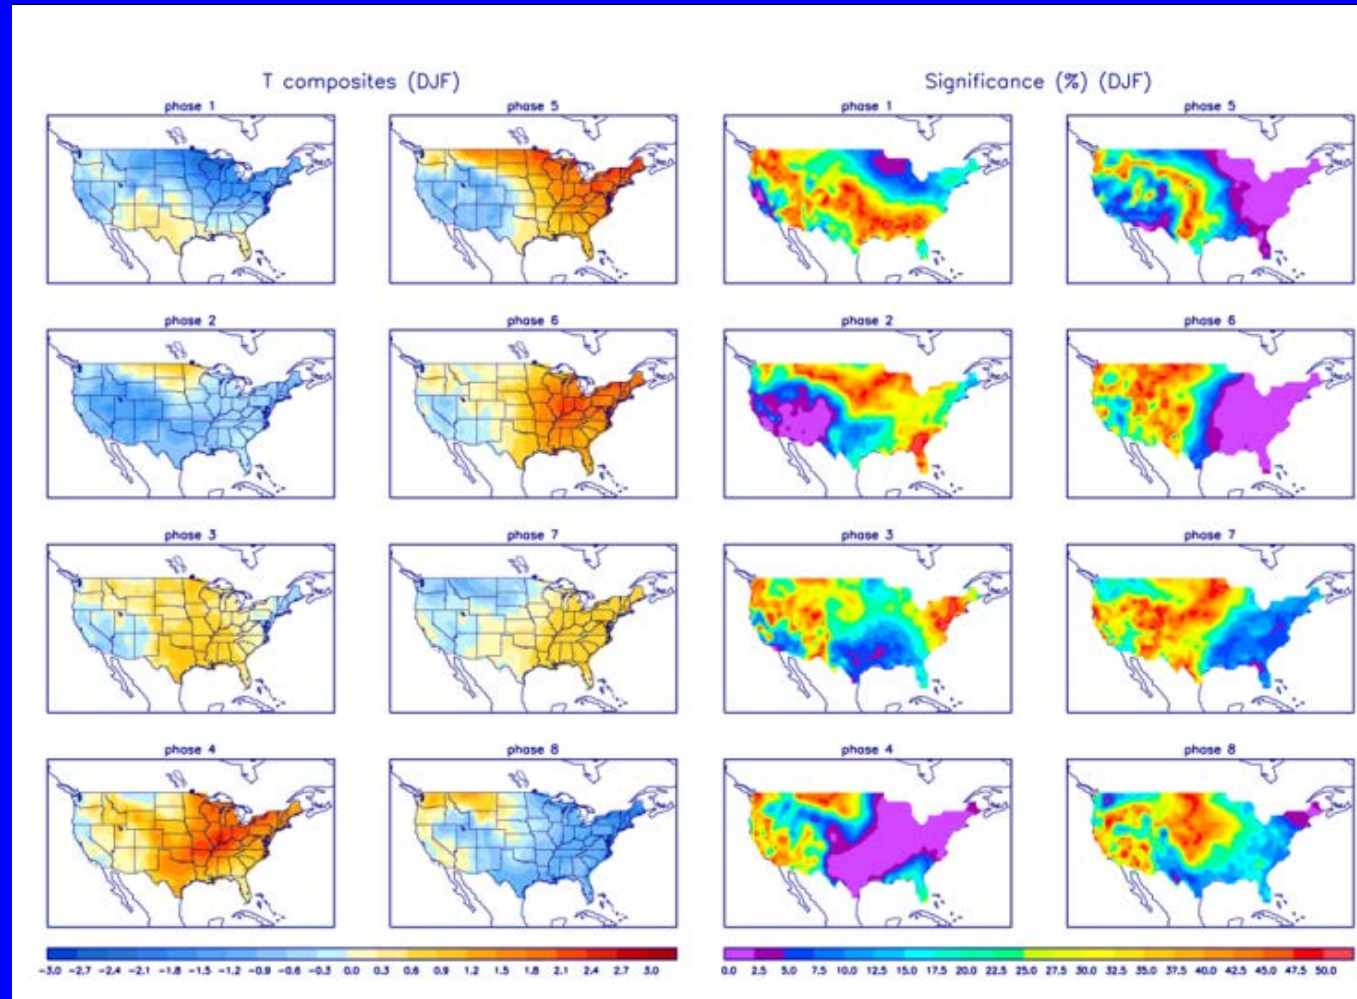 T composites (DJF) Significance (%) (DJF)
phase 1 phase 5 phase 1 phase 5
phase 2 phase 6 phase 2 phase 6
phase 3 phase 7 phase 3 phase 7
phase 4 phase 8 phase 4 phase 8
-3.0 -2.7 -2.4 -2.1 -1.8 -1.5 -1.2 -0.9 -0.6 -0.3 0.0 0.3 0.6 0.9 1.2 1.5 1.8 2.1 2.4 2.7 3.0 0.0 2.5 5.0 7.5 10.0 12.5 15.0 17.5 20.0 22.5 25.0 27.5 30.0 32.5 35.0 37.5 40.0 42.5 45.0 47.5 50.0